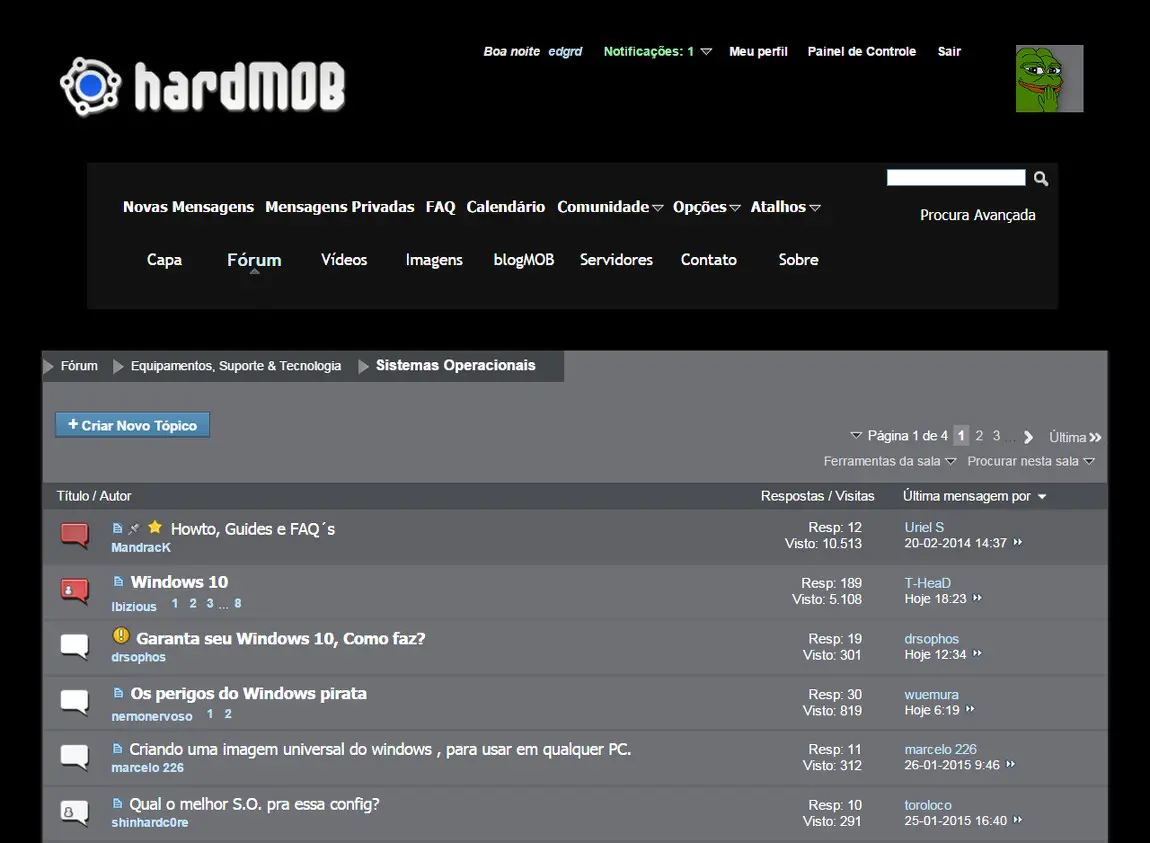 hardMOB
Boa noite edgrd Notificações: 1 Meu perfil Painel de Controle Sair
Novas Mensagens Mensagens Privadas FAQ Calendário Comunidade Opções Atalhos
Procura Avançada
Capa Fórum Vídeos Imagens blogMOB Servidores Contato Sobre
Fórum Equipamentos, Suporte & Tecnologia Sistemas Operacionais
+ Criar Novo Tópico
Página 1 de 4 1 2 3 ... Última
Ferramentas da sala Procurar nesta sala
Título / Autor Respostas / Visitas Última mensagem por
Howto, Guides e FAQ´s Resp: 12 Uriel S
MandracK Visto: 10.513 20-02-2014 14:37
Windows 10 Resp: 189 T-HeaD
lbizious 1 2 3 ... 8 Visto: 5.108 Hoje 18:23
Garanta seu Windows 10, Como faz? Resp: 19 drsophos
drsophos Visto: 301 Hoje 12:34
Os perigos do Windows pirata Resp: 30 wuemura
nemonervoso 1 2 Visto: 819 Hoje 6:19
Criando uma imagem universal do windows , para usar em qualquer PC. Resp: 11 marcelo 226
marcelo 226 Visto: 312 26-01-2015 9:46
Qual o melhor S.O. pra essa config? Resp: 10 toroloco
shinhardc0re Visto: 291 25-01-2015 16:40